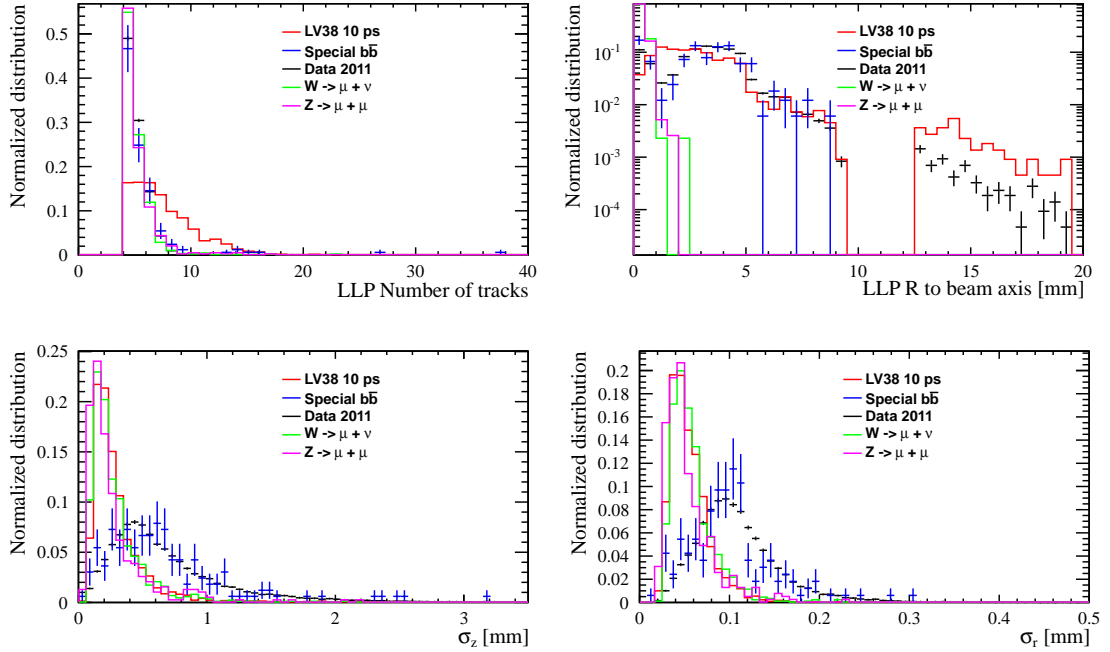 Normalized distribution
0.5
0.4
0.3
0.2
0.1
0
LV38 10 ps
Special bb̅
Data 2011
W -> μ + ν
Z -> μ + μ
0 10 20 30 40
LLP Number of tracks
Normalized distribution
10⁻¹
10⁻²
10⁻³
10⁻⁴
LV38 10 ps
Special bb̅
Data 2011
W -> μ + ν
Z -> μ + μ
0 5 10 15 20
LLP R to beam axis [mm]
Normalized distribution
0.25
0.2
0.15
0.1
0.05
0
LV38 10 ps
Special bb̅
Data 2011
W -> μ + ν
Z -> μ + μ
0 1 2 3
σz [mm]
Normalized distribution
0.2
0.18
0.16
0.14
0.12
0.1
0.08
0.06
0.04
0.02
0
LV38 10 ps
Special bb̅
Data 2011
W -> μ + ν
Z -> μ + μ
0 0.1 0.2 0.3 0.4 0.5
σr [mm]